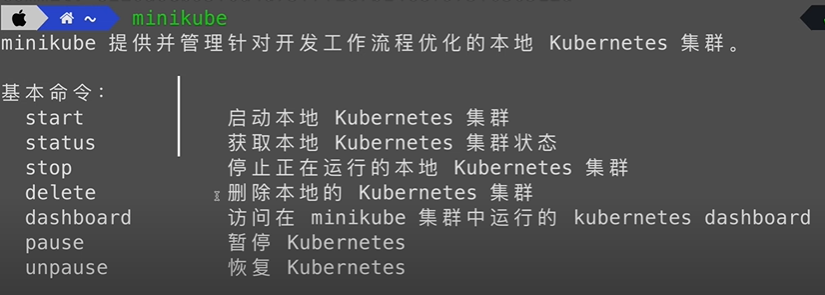 ~ minikube
minikube 提供并管理针对开发工作流程优化的本地 Kubernetes 集群。
基本命令：
start 启动本地 Kubernetes 集群
status 获取本地 Kubernetes 集群状态
stop 停止正在运行的本地 Kubernetes 集群
delete 删除本地的 Kubernetes 集群
dashboard 访问在 minikube 集群中运行的 kubernetes dashboard
pause 暂停 Kubernetes
unpause 恢复 Kubernetes